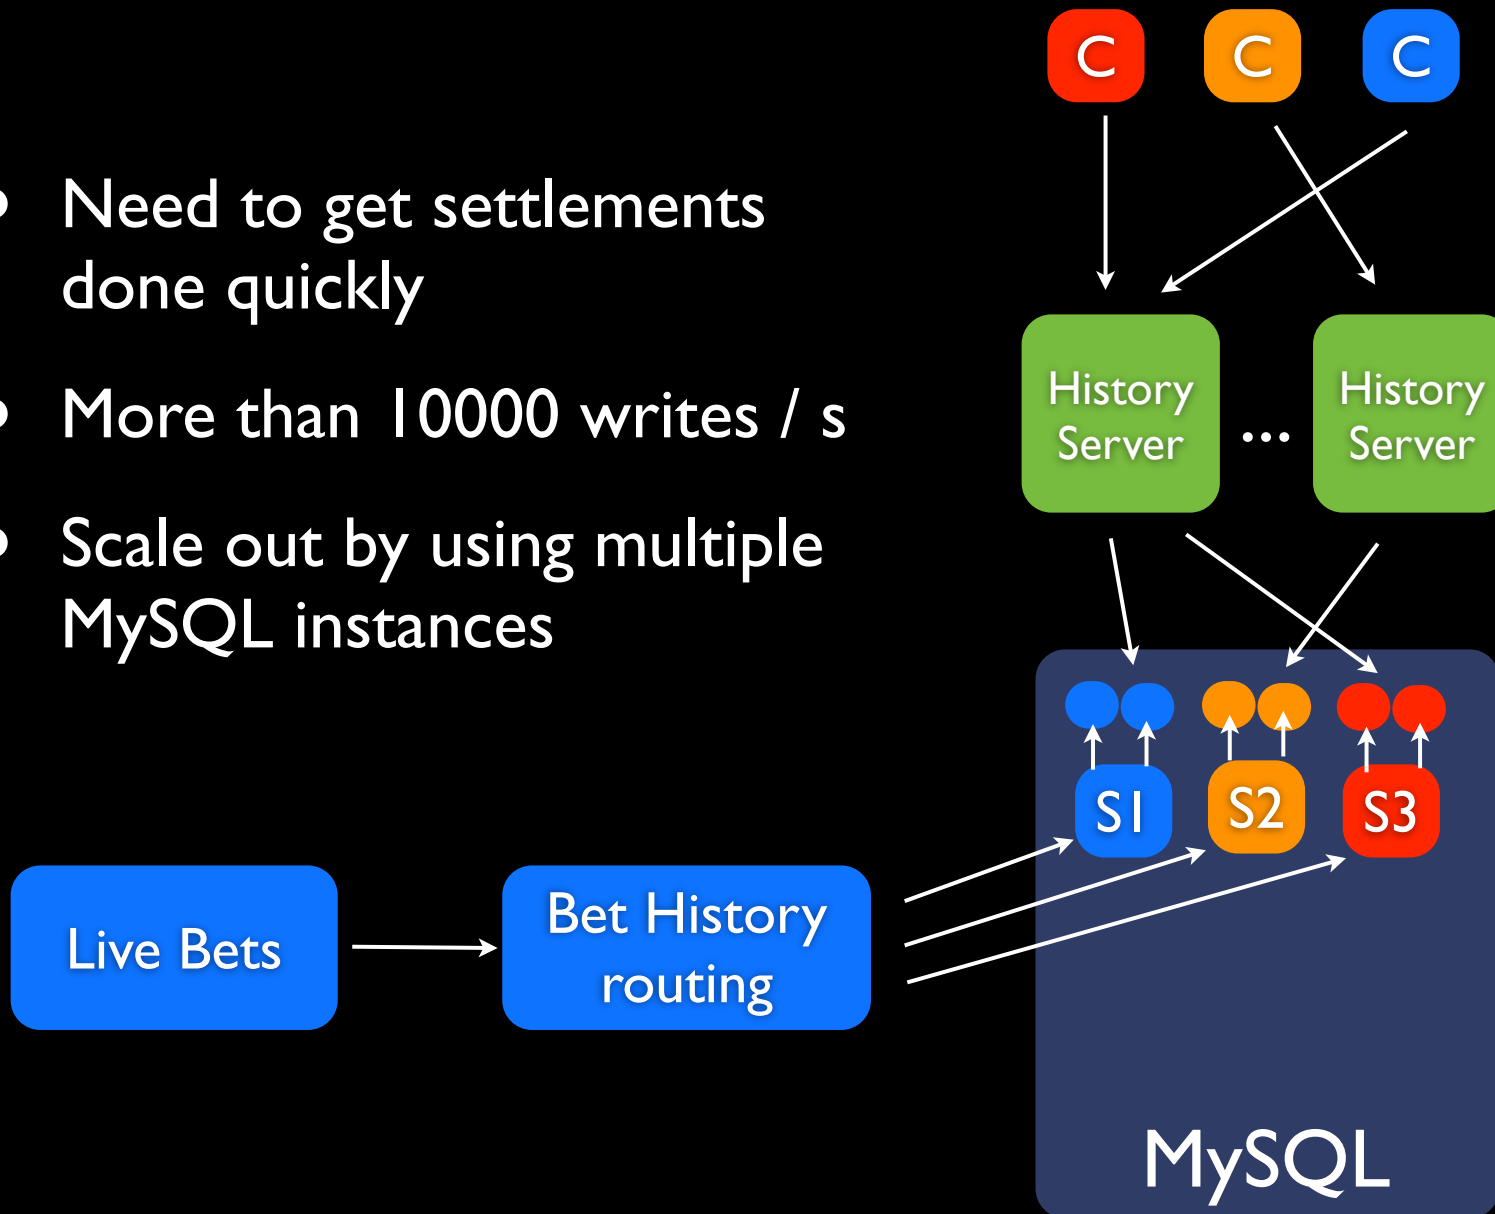 C C C
• Need to get settlements
done quickly
• More than 10000 writes / s
• Scale out by using multiple
MySQL instances
History
Server
...
History
Server
S1 S2 S3
Live Bets
Bet History
routing
MySQL